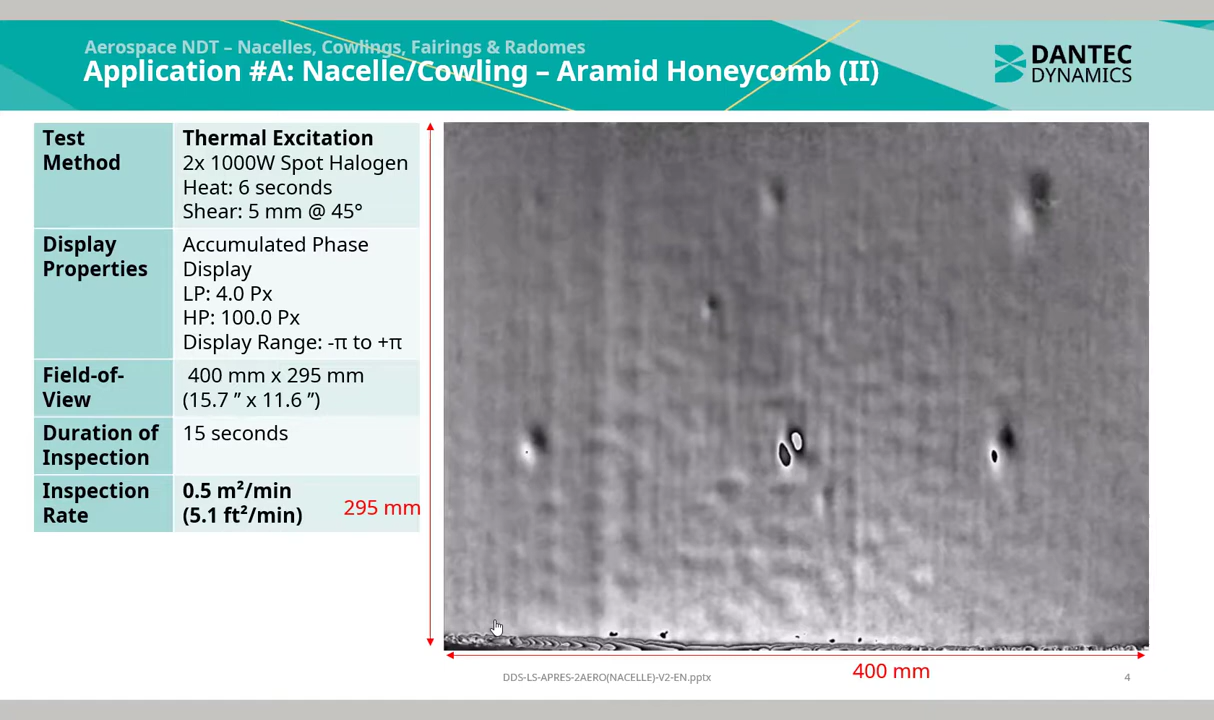 Aerospace NDT – Nacelles, Cowlings, Fairings & Radomes
Application #A: Nacelle/Cowling – Aramid Honeycomb (II)
DANTEC
DYNAMICS
Test
Method
Thermal Excitation
2x 1000W Spot Halogen
Heat: 6 seconds
Shear: 5 mm @ 45°
Display
Properties
Accumulated Phase
Display
LP: 4.0 Px
HP: 100.0 Px
Display Range: -π to +π
Field-of-
View
400 mm x 295 mm
(15.7 ” x 11.6 ”)
Duration of
Inspection
15 seconds
Inspection
Rate
0.5 m²/min
(5.1 ft²/min)
295 mm
400 mm
DDS-LS-APRES-2AERO(NACELLE)-V2-EN.pptx
4